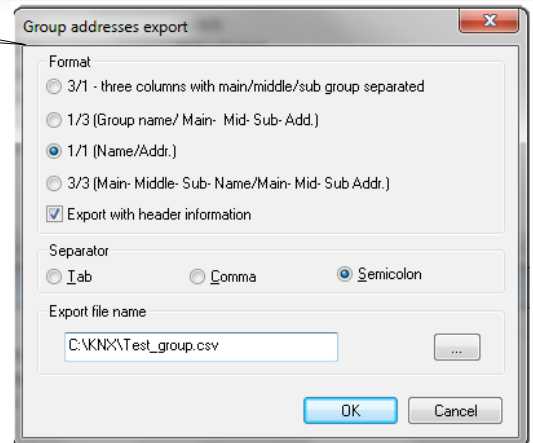 Group addresses export
Format
3/1 - three columns with main/middle/sub group separated
1/3 (Group name/ Main- Mid- Sub- Add.)
1/1 (Name/Addr.)
3/3 (Main- Middle- Sub- Name/Main- Mid- Sub Addr.)
Export with header information
Separator
Tab Comma Semicolon
Export file name
C:\KNX\Test_group.csv ...
OK Cancel